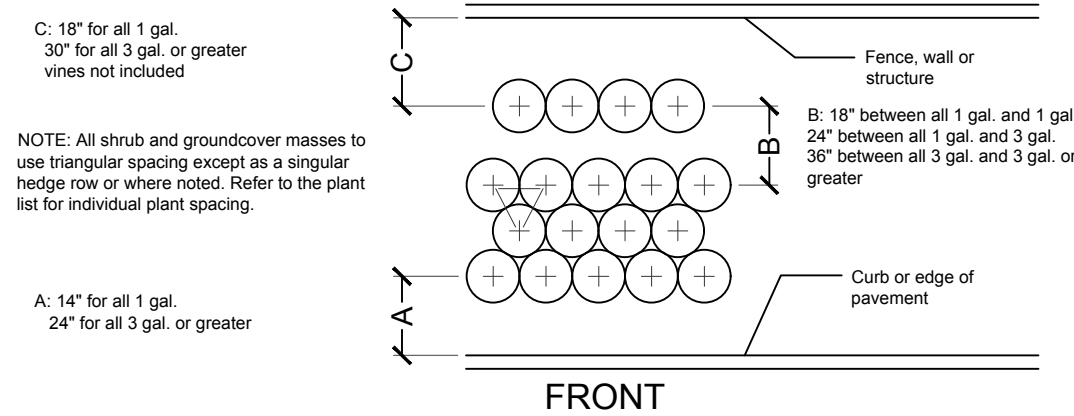 C: 18" for all 1 gal.
30" for all 3 gal. or greater
vines not included
NOTE: All shrub and groundcover masses to
use triangular spacing except as a singular
hedge row or where noted. Refer to the plant
list for individual plant spacing.
A: 14" for all 1 gal.
24" for all 3 gal. or greater
C
B
A
Fence, wall or
structure
B: 18" between all 1 gal. and 1 gal
24" between all 1 gal. and 3 gal.
36" between all 3 gal. and 3 gal. or
greater
Curb or edge of
pavement
FRONT